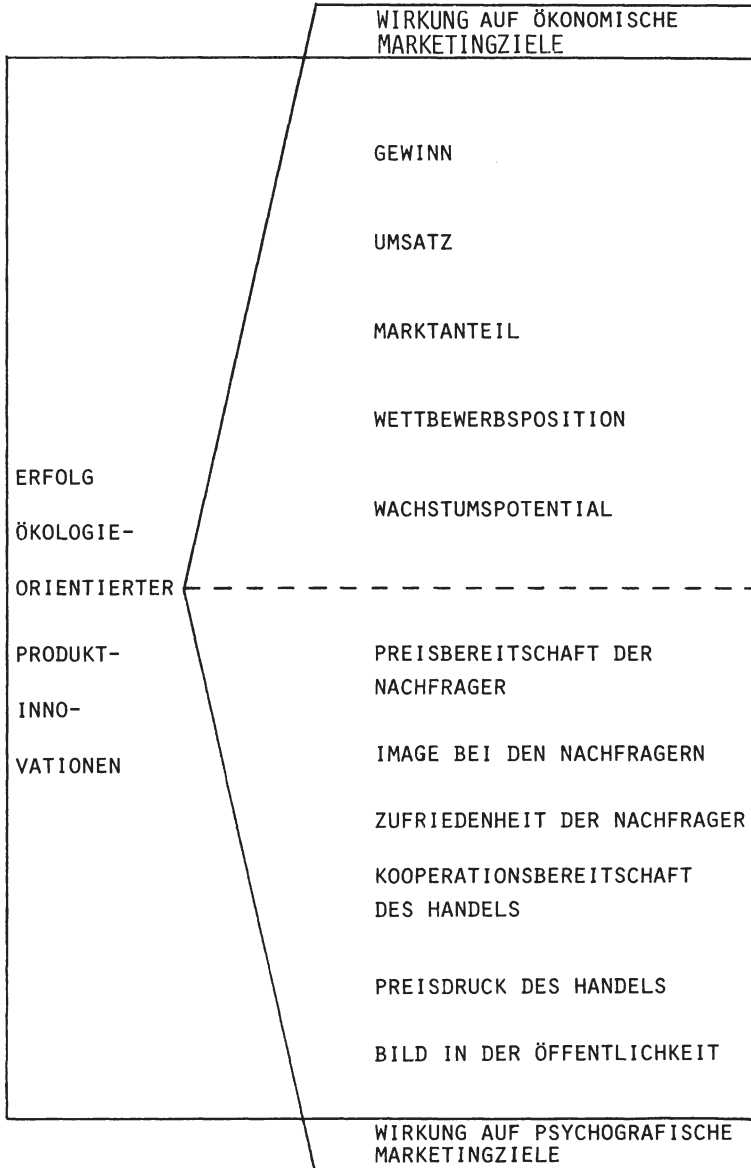 WIRKUNG AUF ÖKONOMISCHE
MARKETINGZIELE
GEWINN
UMSATZ
MARKTANTEIL
WETTBEWERBSPOSITION
WACHSTUMSPOTENTIAL
ERFOLG
ÖKOLOGIE-
ORIENTIERTER
PRODUKT-
INNO-
VATIONEN
PREISBEREITSCHAFT DER
NACHFRAGER
IMAGE BEI DEN NACHFRAGERN
ZUFRIEDENHEIT DER NACHFRAGER
KOOPERATIONSBEREITSCHAFT
DES HANDELS
PREISDRUCK DES HANDELS
BILD IN DER ÖFFENTLICHKEIT
WIRKUNG AUF PSYCHOGRAFISCHE
MARKETINGZIELE